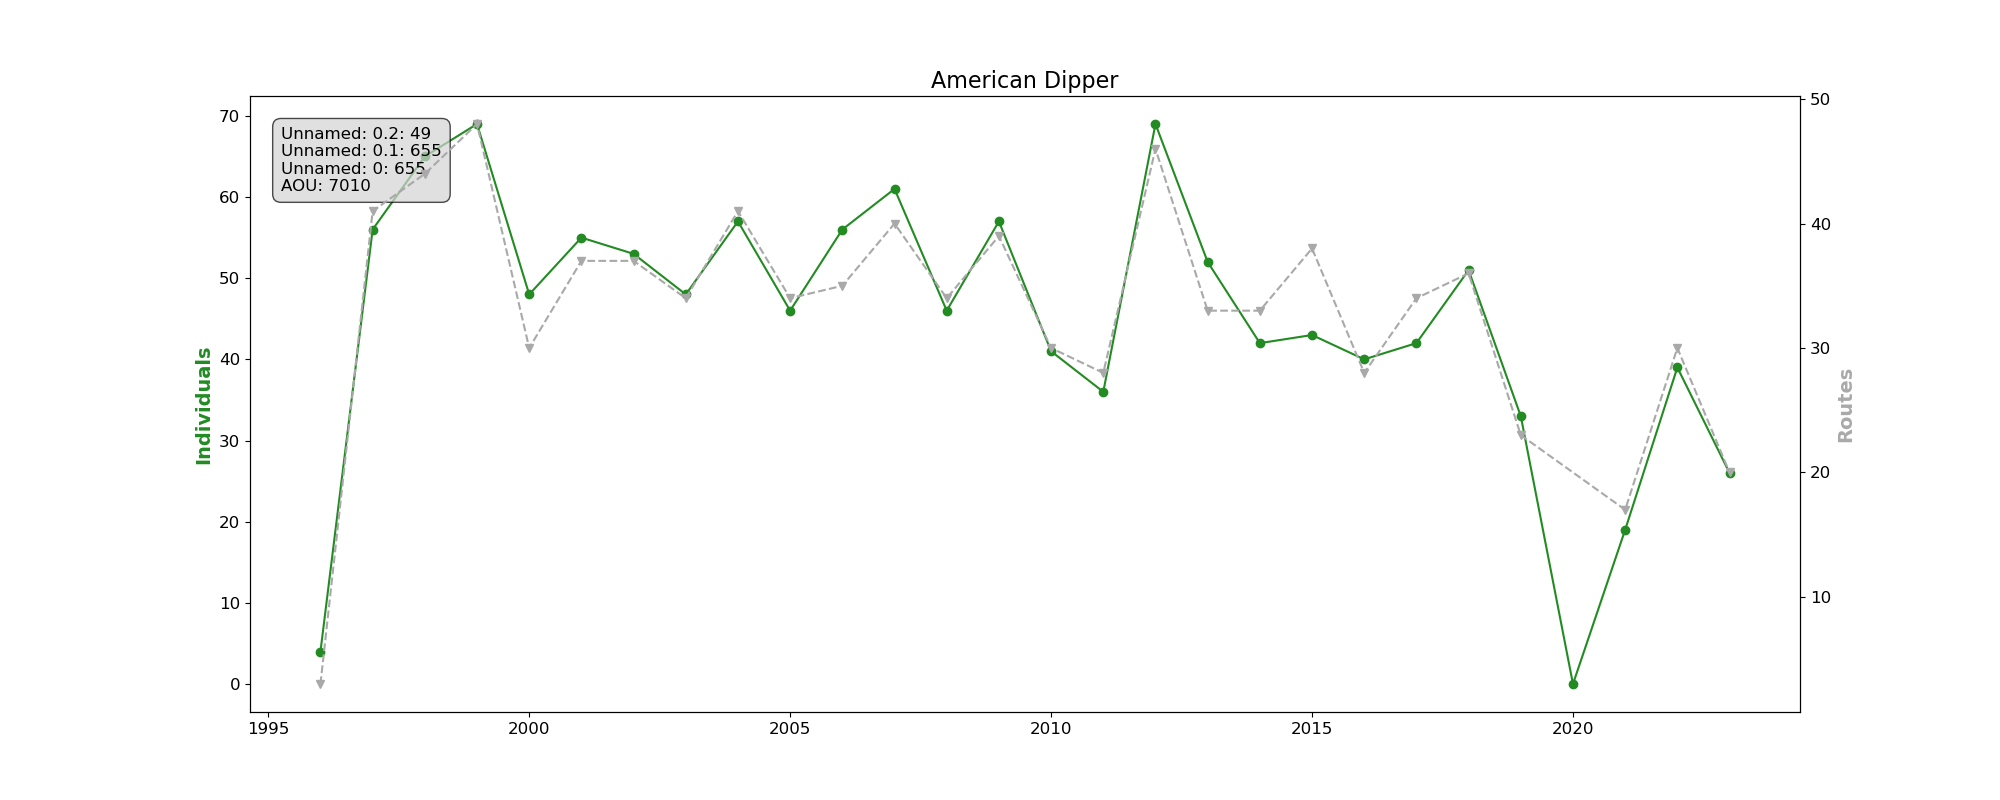 American Dipper
Unnamed: 0.2: 49
Unnamed: 0.1: 655
Unnamed: 0: 655
AOU: 7010
Individuals
70
60
50
40
30
20
10
0
50
40
30
20
10
Routes
1995 2000 2005 2010 2015 2020